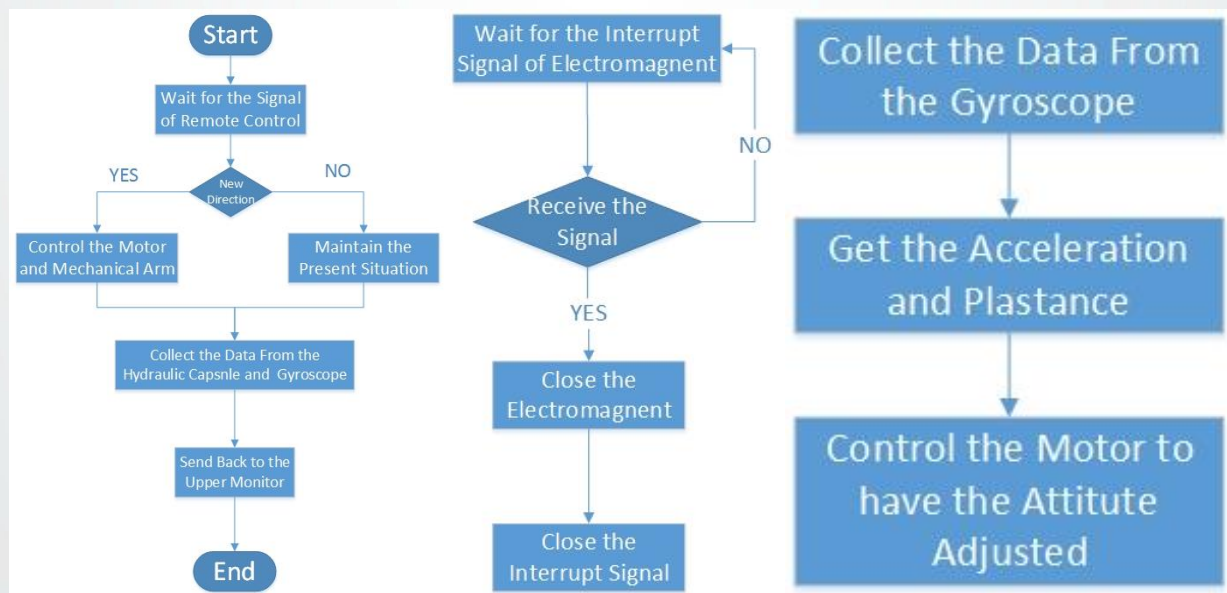 Start
Wait for the Signal
of Remote Control
YES
NO
New
Direction
Control the Motor
and Mechanical Arm
Maintain the
Present Situation
Collect the Data From the
Hydraulic Capsnle and Gyroscope
Send Back to the
Upper Monitor
End
Wait for the Interrupt
Signal of Electromagnent
NO
Receive the
Signal
YES
Close the
Electromagnent
Close the
Interrupt Signal
Collect the Data From
the Gyroscope
Get the Acceleration
and Plastance
Control the Motor to
have the Attitute
Adjusted